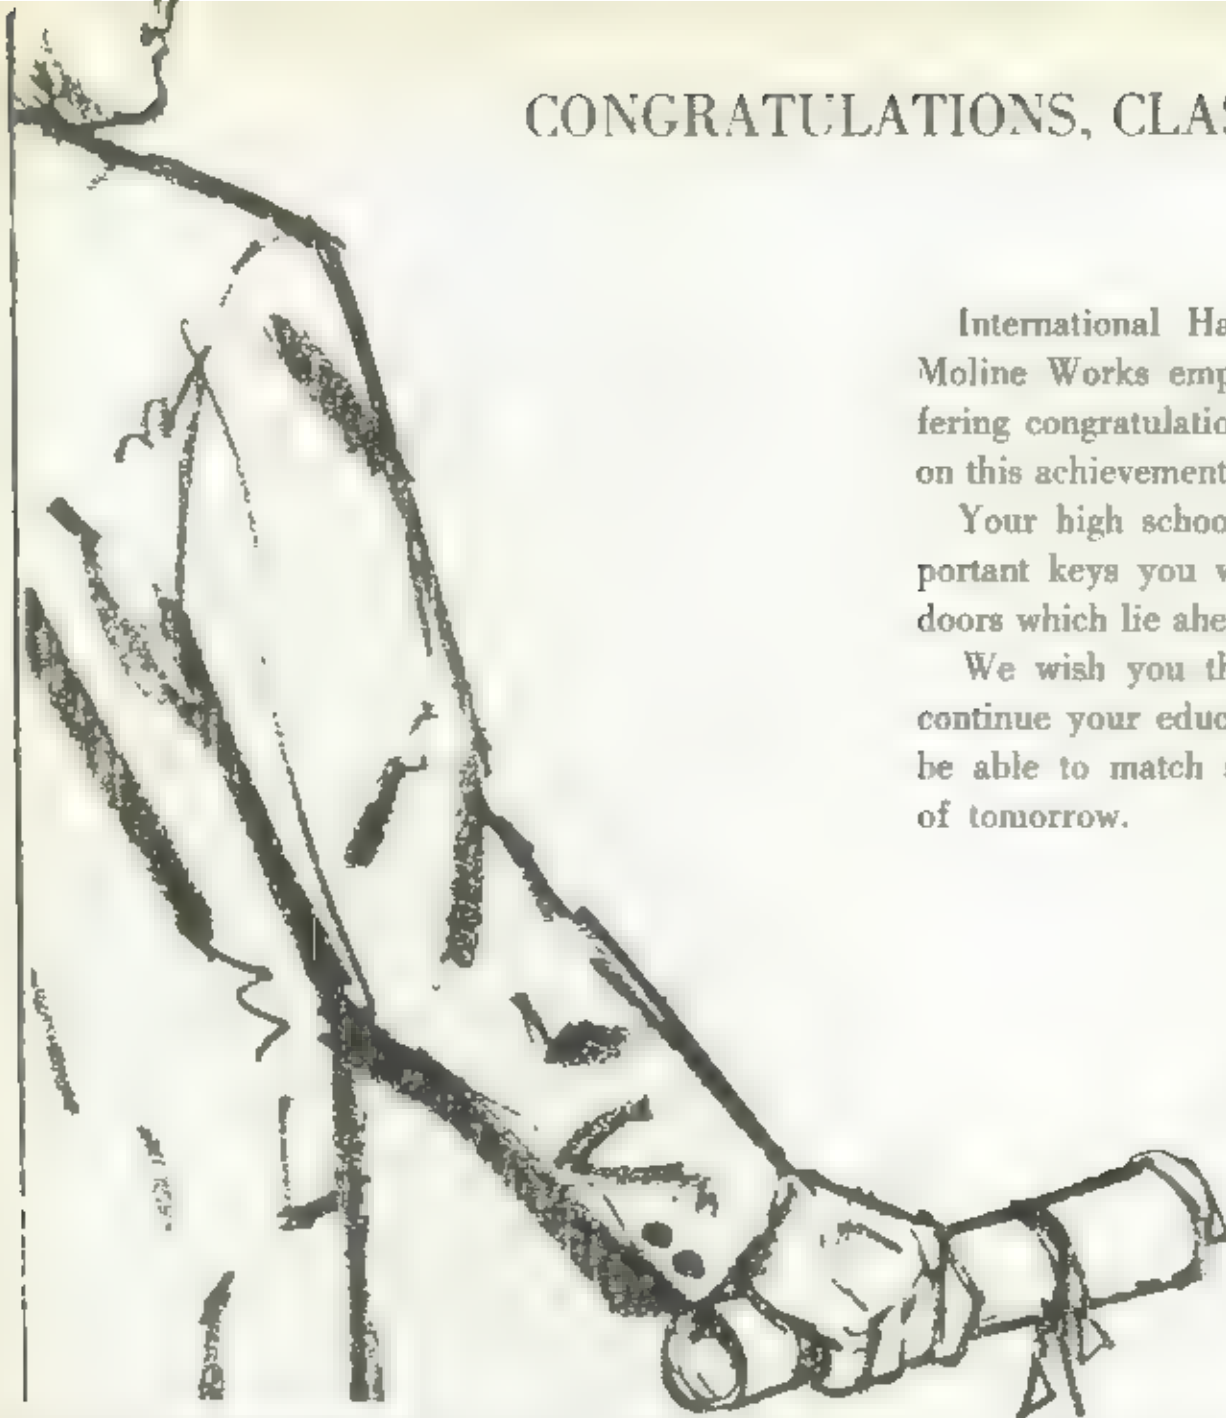 CONGRATULATIONS, CLAS
International Ha
Moline Works emp
fering congratulatio
on this achievement
Your high schoo
portant keys you w
doors which lie ahe
We wish you th
continue your educ
be able to match s
of tomorrow.